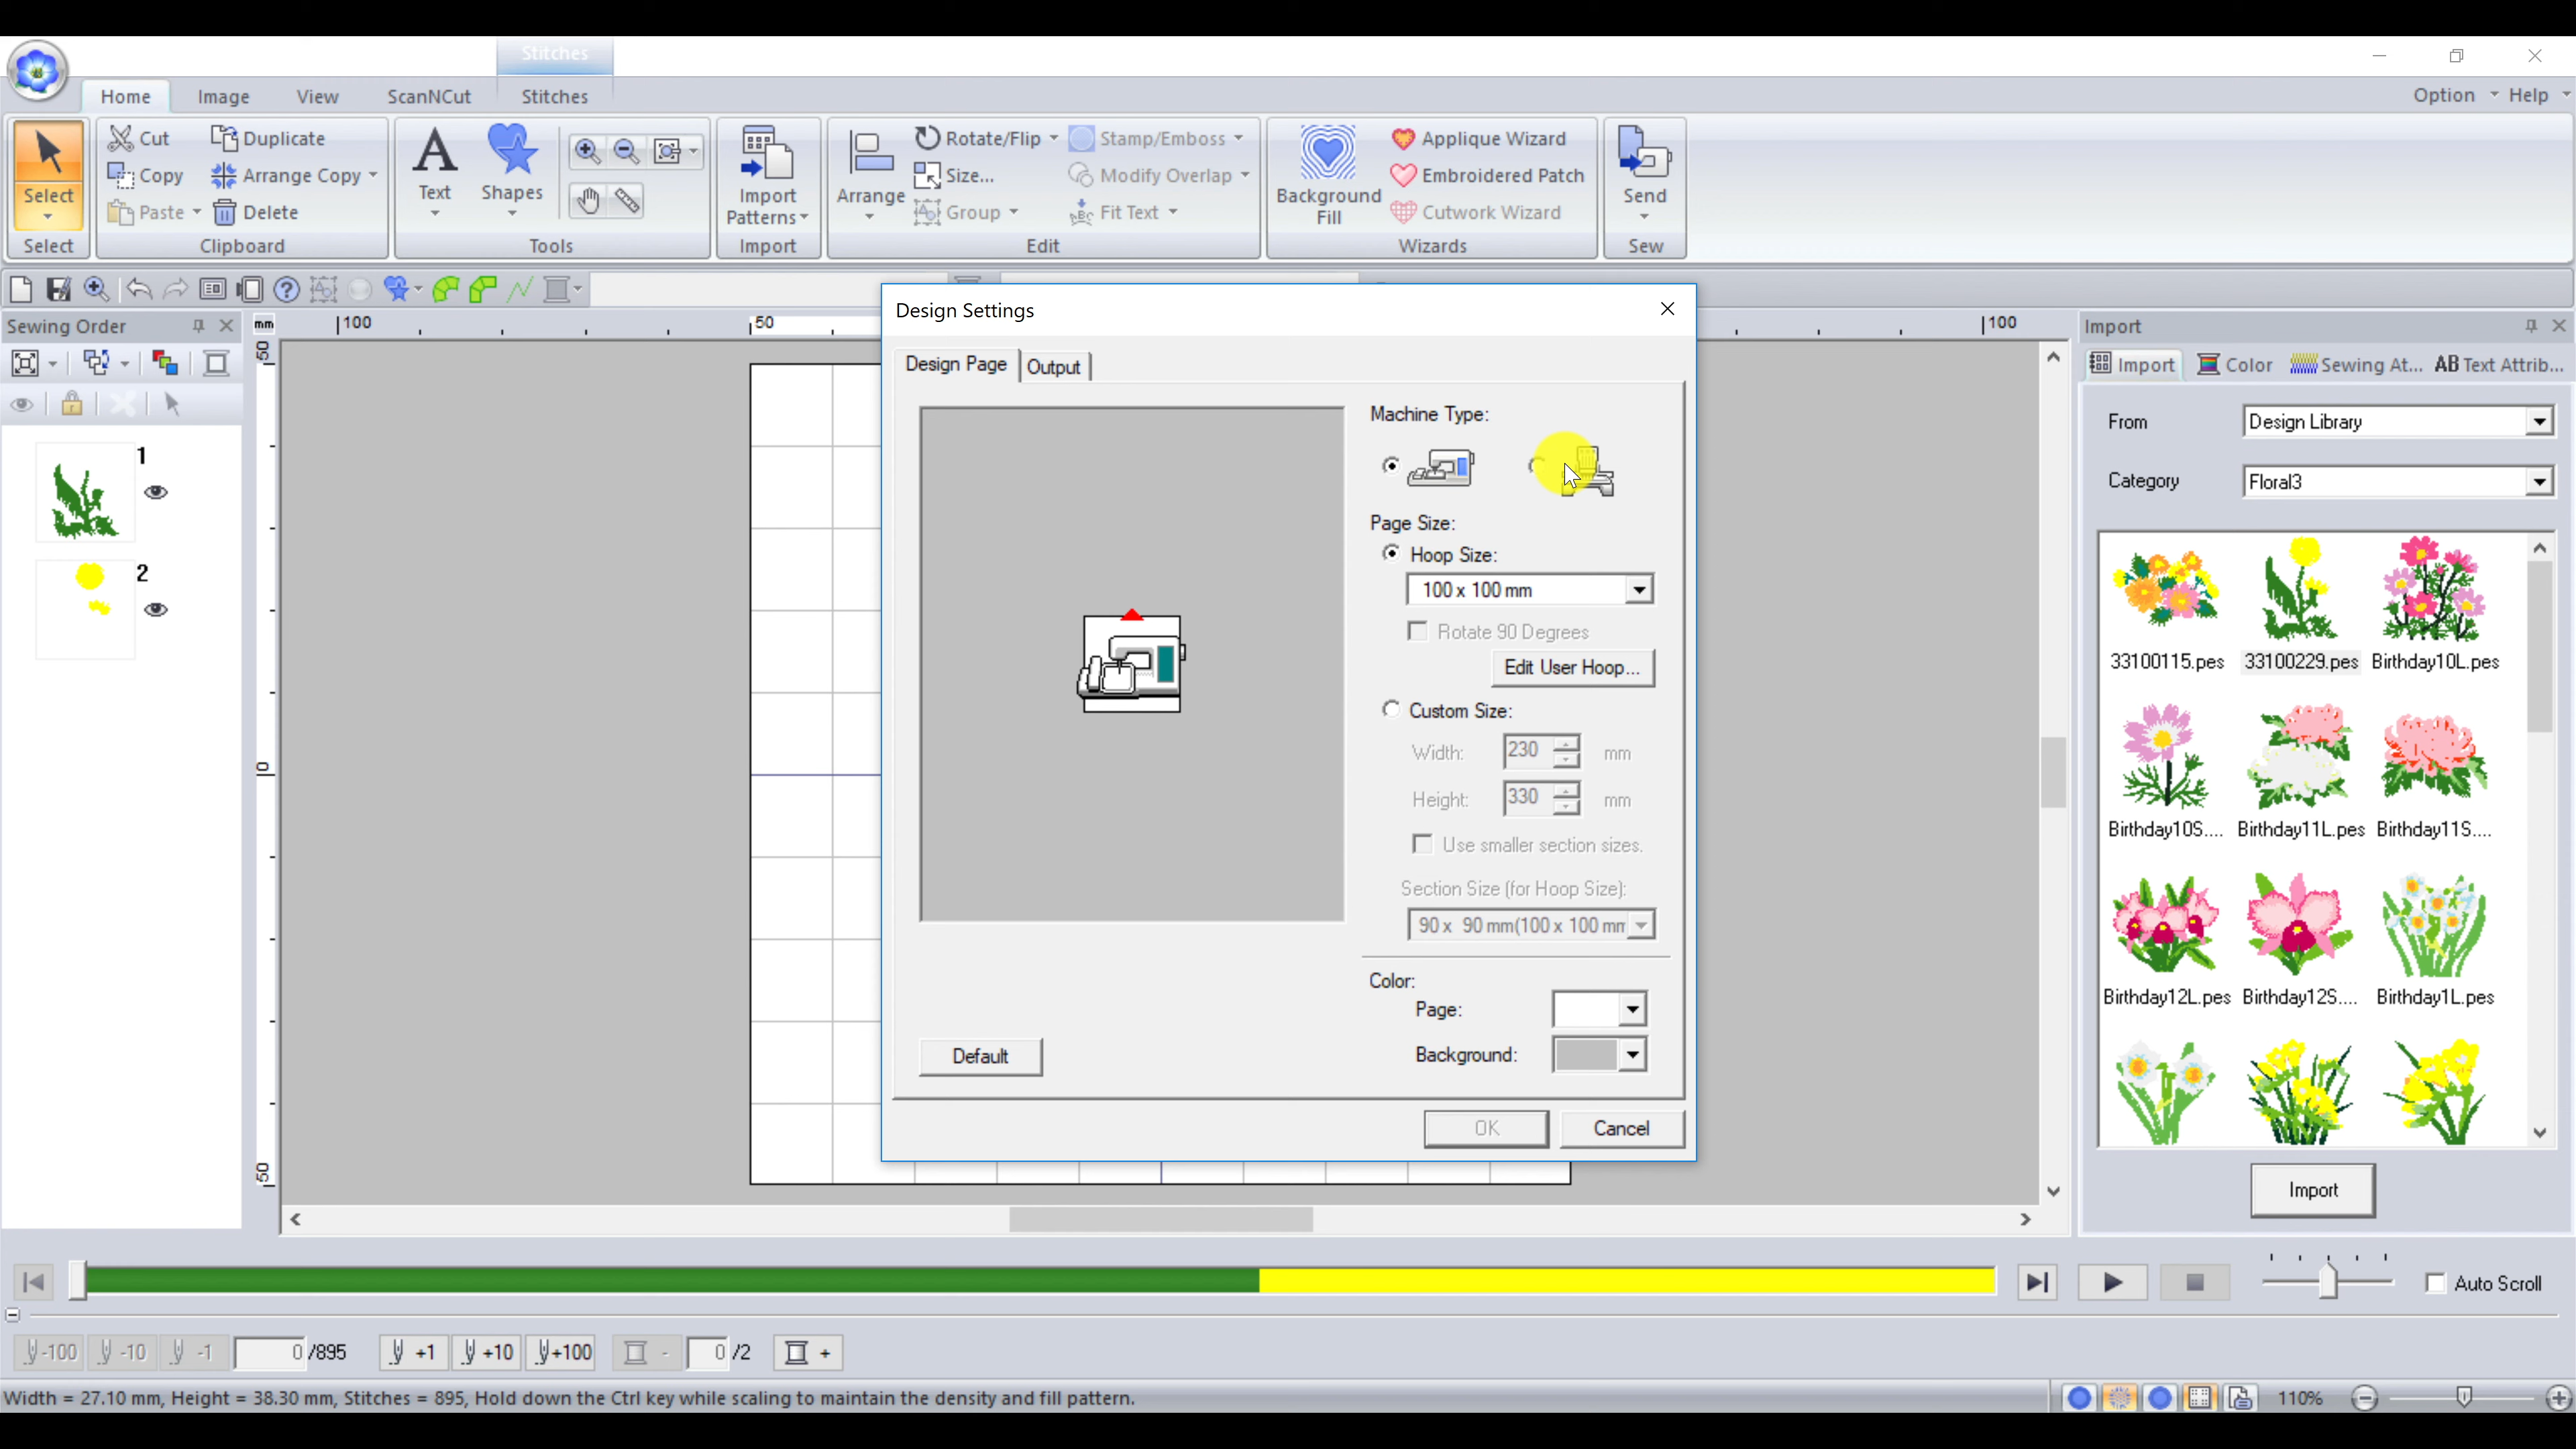 Stitches
Home Image View ScanNCut Stitches Option Help
Select
Select
Cut
Copy
Paste
Duplicate
Arrange Copy
Delete
Clipboard
Text
Shapes
Tools
Import
Patterns
Import
Arrange
Rotate/Flip
Size...
Group
Stamp/Emboss
Modify Overlap
Fit Text
Edit
Background
Fill
Applique Wizard
Embroidered Patch
Cutwork Wizard
Wizards
Send
Sew
Sewing Order
1
2
mm
100
50
100
50
0
50
Design Settings
Design Page Output
Machine Type:
Page Size:
Hoop Size:
100 x 100 mm
Rotate 90 Degrees
Edit User Hoop...
Custom Size:
Width: 230 mm
Height: 330 mm
Use smaller section sizes.
Section Size (for Hoop Size):
90 x 90 mm(100 x 100 mm
Color:
Page:
Background:
Default
OK Cancel
Import
Import Color Sewing At... AB Text Attrib...
From Design Library
Category Floral3
33100115.pes 33100229.pes Birthday10L.pes
Birthday10S.... Birthday11L.pes Birthday11S....
Birthday12L.pes Birthday12S.... Birthday1L.pes
Import
Auto Scroll
-100 -10 -1 0 /895 +1 +10 +100 - 0 /2 +
Width = 27.10 mm, Height = 38.30 mm, Stitches = 895, Hold down the Ctrl key while scaling to maintain the density and fill pattern.
110%